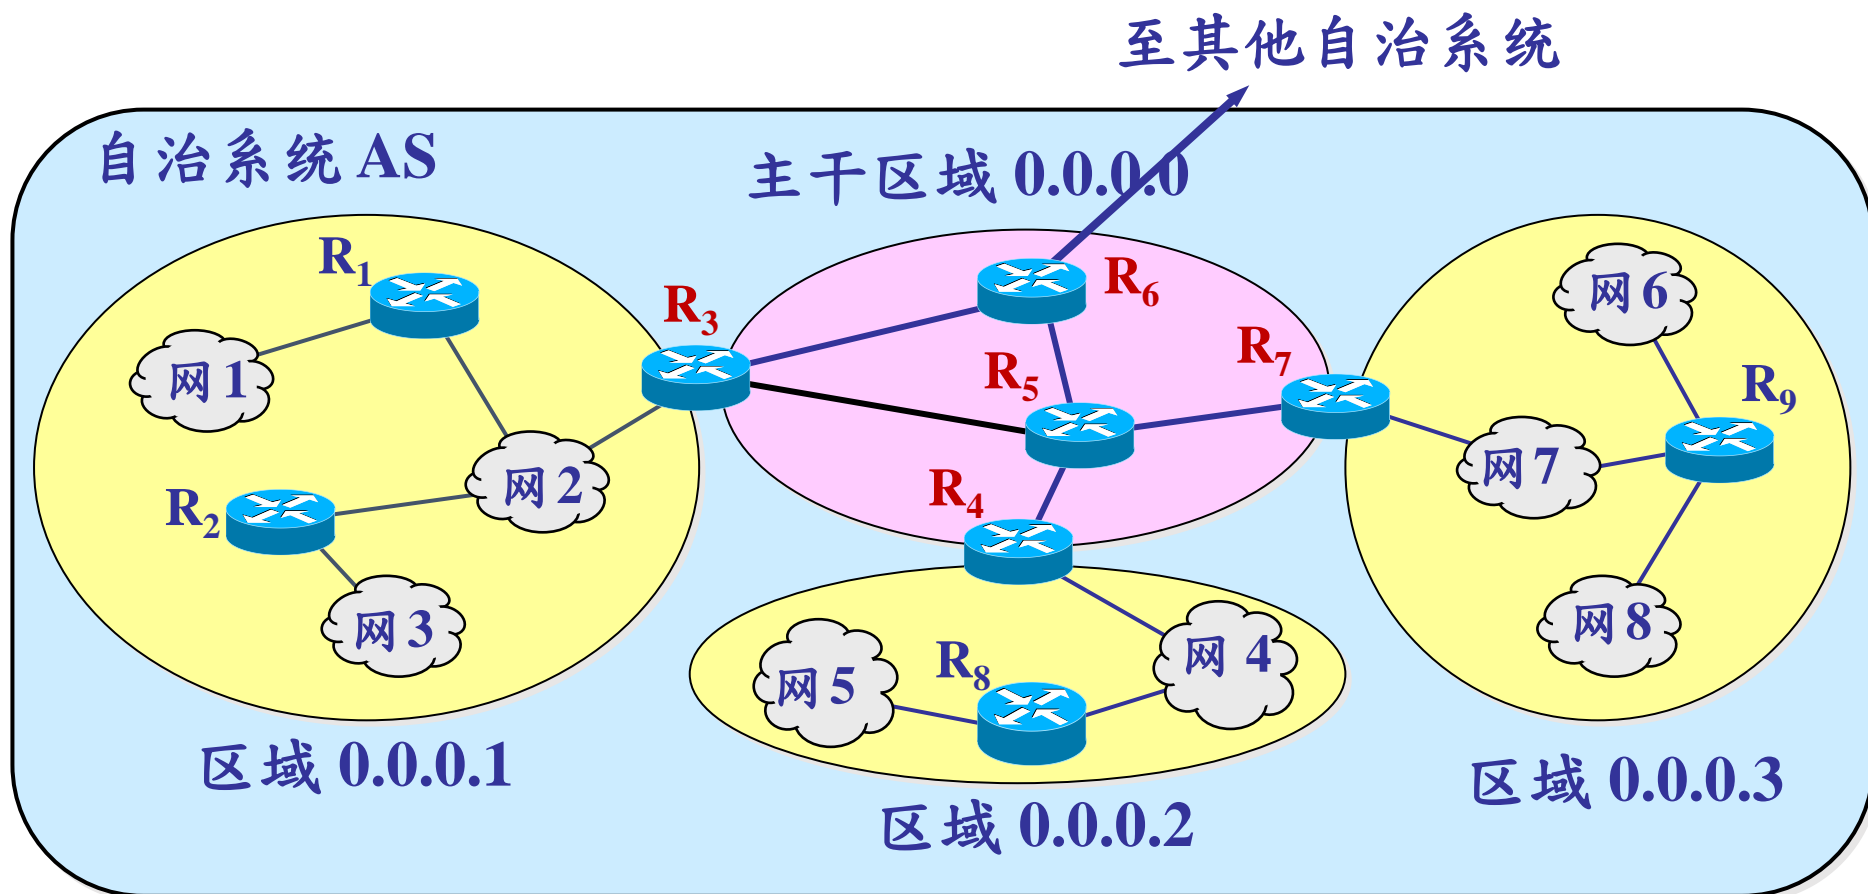 至其他自治系统
自治系统 AS
主干区域 0.0.0.0
R1
R3
R6
R7
R5
R9
R4
R2
R8
网1
网2
网3
网6
网7
网8
网5
网 4
区域 0.0.0.1
区域 0.0.0.2
区域 0.0.0.3